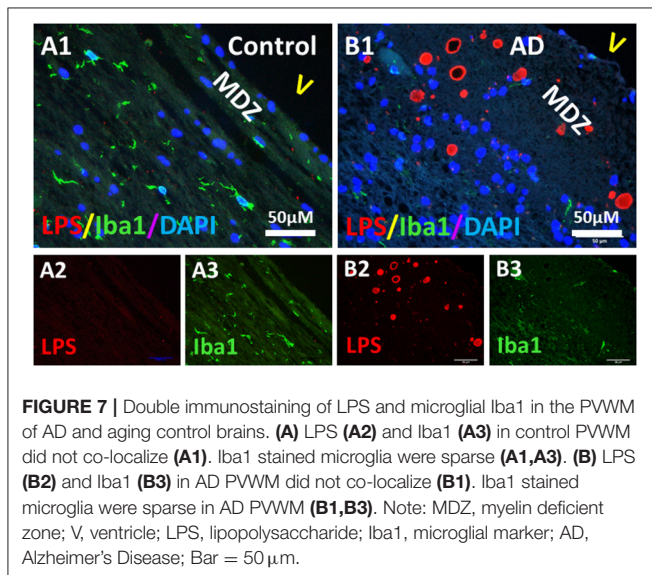 A1
Control
V
MDZ
LPS/Iba1/DAPI
50μM
B1
AD
V
MDZ
LPS/Iba1/DAPI
50μM
50 μm
A2
LPS
A3
Iba1
B2
LPS
B3
Iba1
FIGURE 7 | Double immunostaining of LPS and microglial Iba1 in the PVWM
of AD and aging control brains. (A) LPS (A2) and Iba1 (A3) in control PVWM
did not co-localize (A1). Iba1 stained microglia were sparse (A1,A3). (B) LPS
(B2) and Iba1 (B3) in AD PVWM did not co-localize (B1). Iba1 stained
microglia were sparse in AD PVWM (B1,B3). Note: MDZ, myelin deficient
zone; V, ventricle; LPS, lipopolysaccharide; Iba1, microglial marker; AD,
Alzheimer's Disease; Bar = 50 μm.